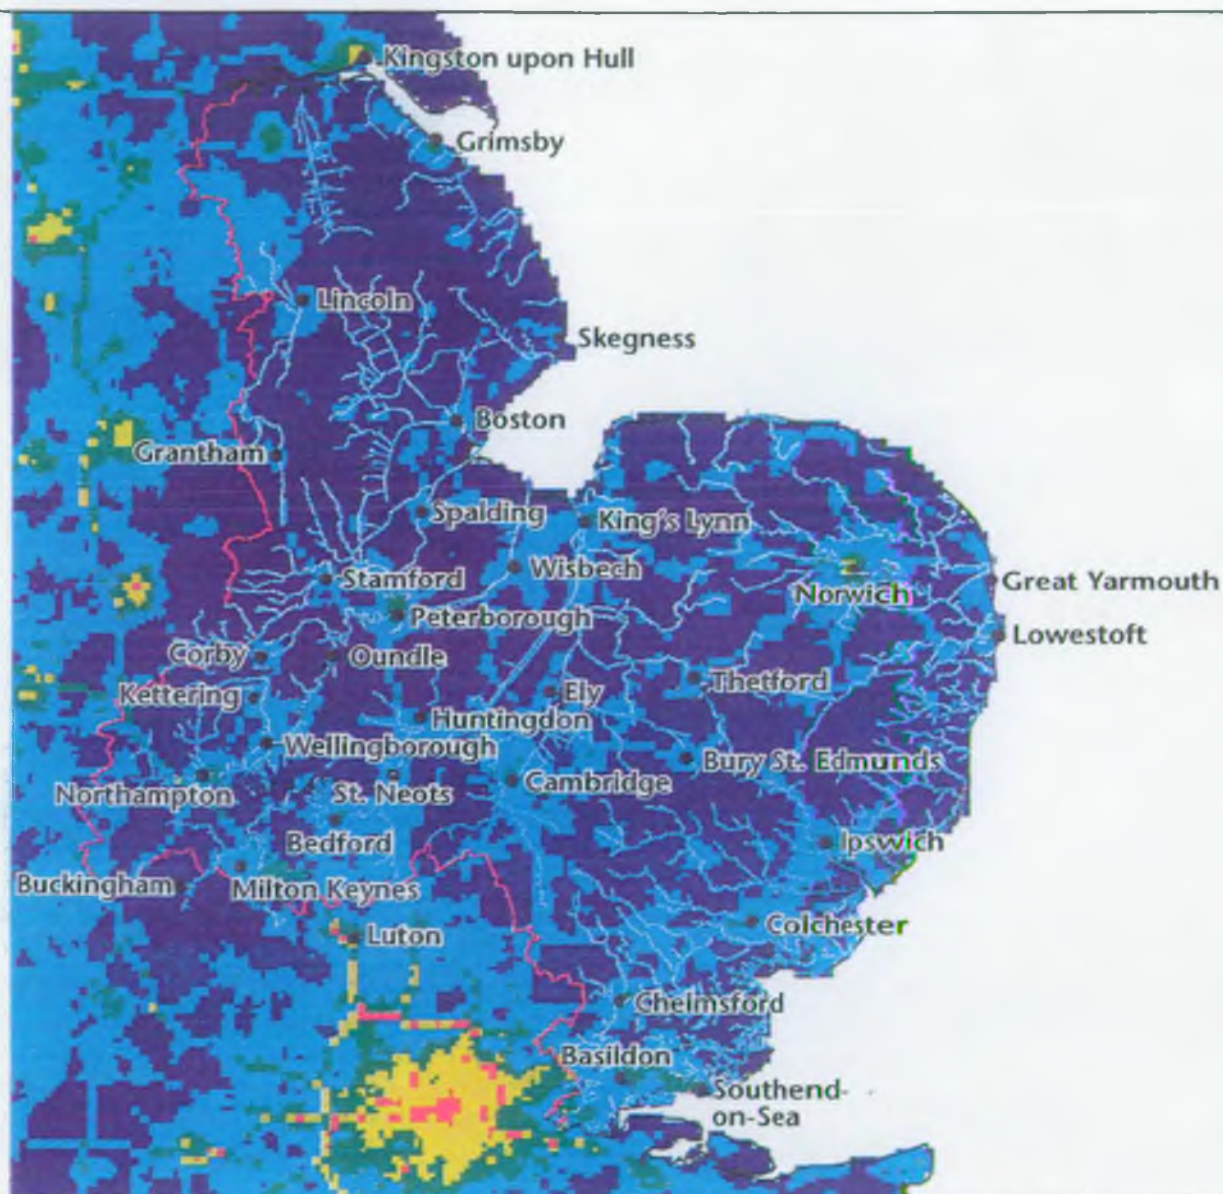 Kingston upon Hull
Grimsby
Lincoln
Skegness
Boston
Grantham
Spalding
King's Lynn
Stamford
Wisbech
Norwich
Great Yarmouth
Peterborough
Lowestoft
Corby
Oundle
Kettering
Ely
Thetford
Huntingdon
Wellingborough
Bury St. Edmunds
Northampton
St. Neots
Cambridge
Bedford
Ipswich
Buckingham
Milton Keynes
Colchester
Luton
Chelmsford
Basildon
Southend-
on-Sea